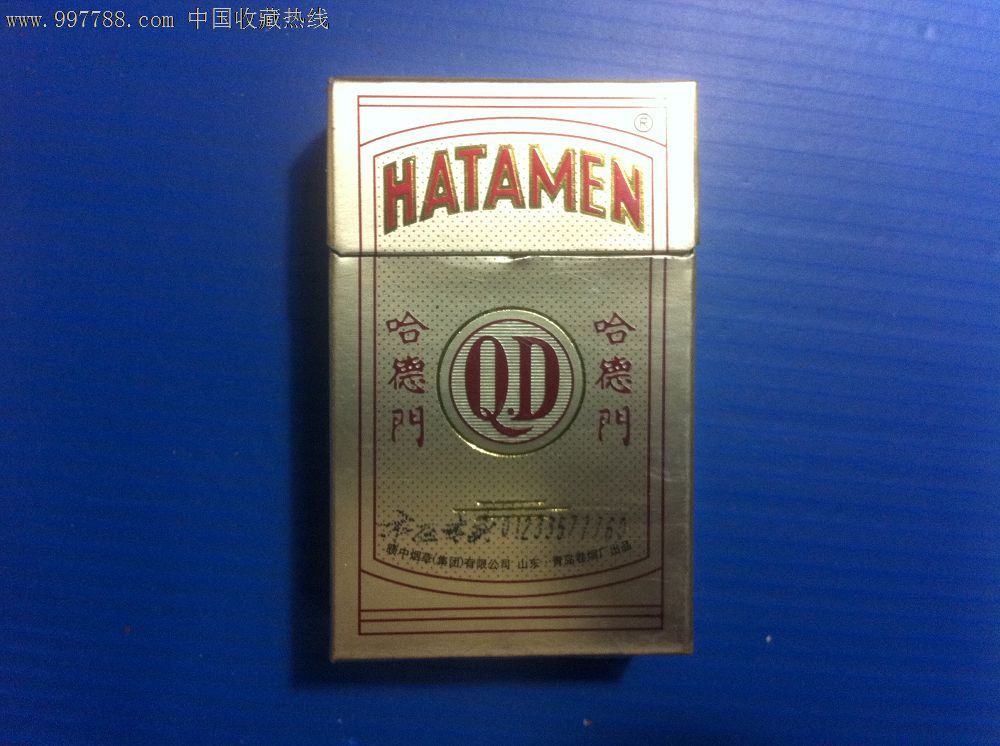 www.997788.com 中国收藏热线
®
HATAMEN
哈德門
Q.D
哈德門
颐中烟草(集团)有限公司 山东·青岛卷烟厂出品